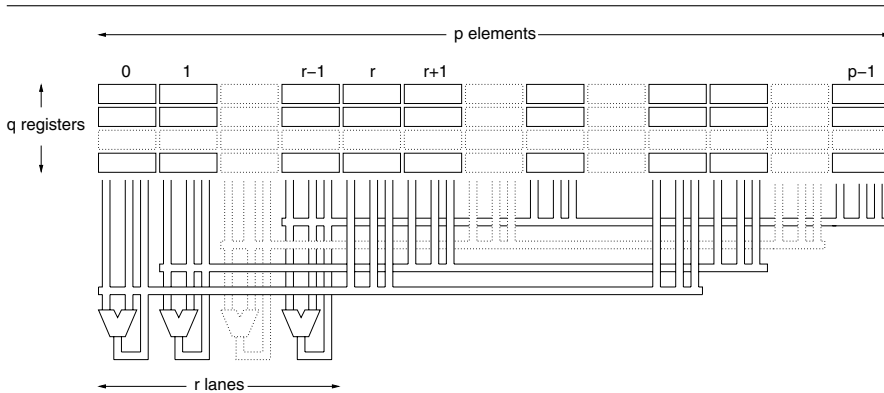 p elements
0 1 r−1 r r+1 p−1
q registers
r lanes